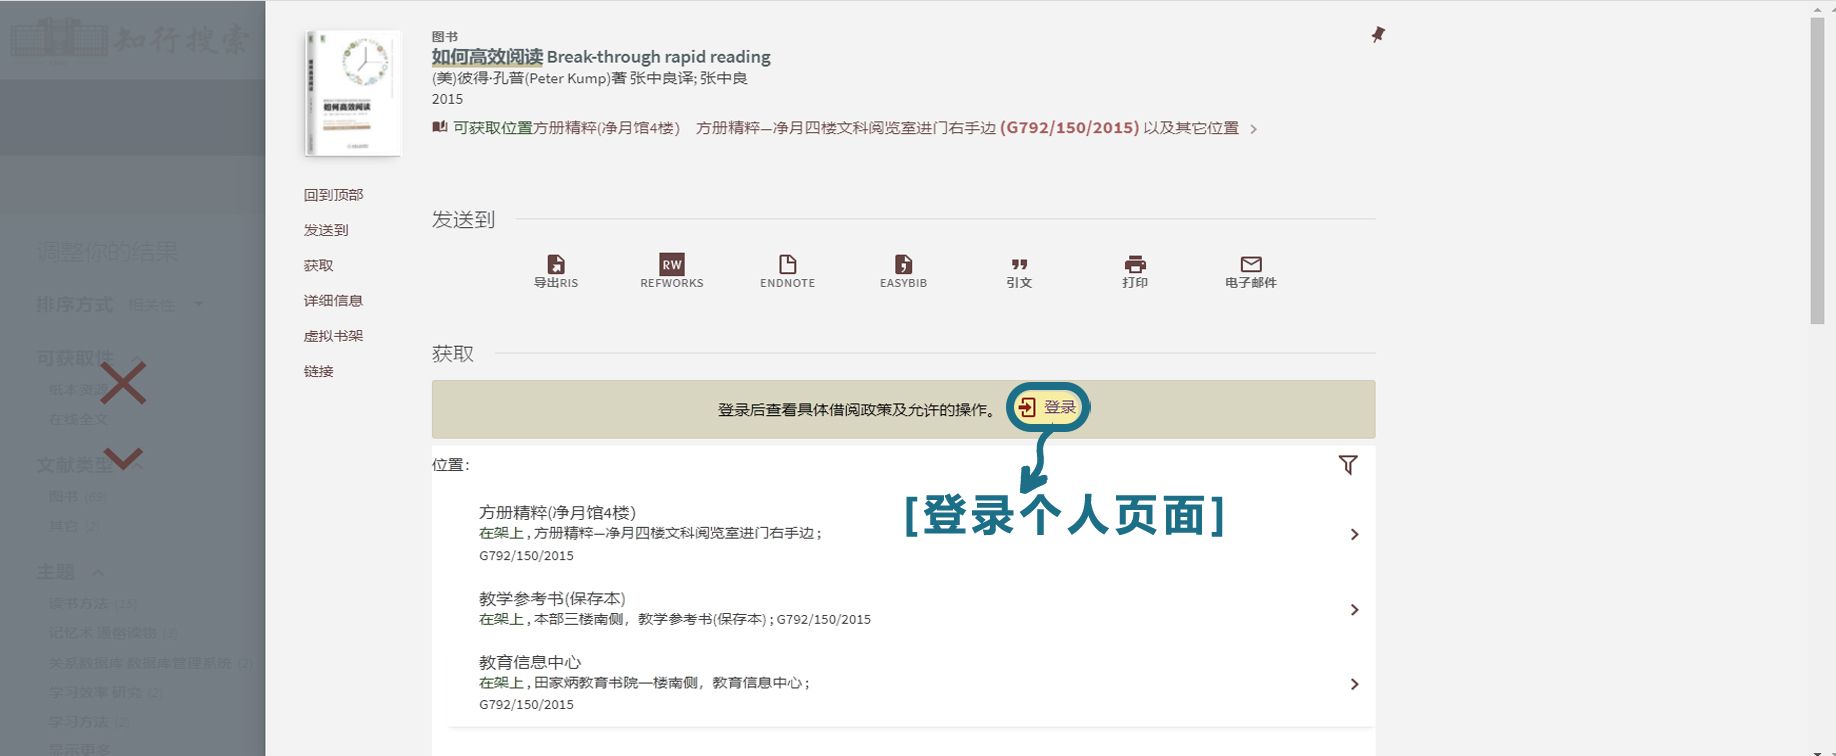 知行搜索
调整你的结果
排序方式 相关性
可获取性
纸本资源
在线全文
文献类型
图书 (59)
其它 (2)
主题
读书方法 (25)
记忆术 通俗读物 (3)
关系数据库 数据库管理系统 (2)
学习效率 研究 (2)
学习方法 (2)
显示更多
如何高效阅读
回到顶部
发送到
获取
详细信息
虚拟书架
链接
图书
如何高效阅读 Break-through rapid reading
(美)彼得·孔普(Peter Kump)著 张中良译; 张中良
2015
可获取位置方册精粹(净月馆4楼) 方册精粹—净月四楼文科阅览室进门右手边 (G792/150/2015) 以及其它位置
发送到
导出RIS
RW
REFWORKS
ENDNOTE
EASYBIB
引文
打印
电子邮件
获取
登录后查看具体借阅政策及允许的操作。 登录
[登录个人页面]
位置：
方册精粹(净月馆4楼)
在架上 , 方册精粹—净月四楼文科阅览室进门右手边 ;
G792/150/2015
教学参考书(保存本)
在架上 , 本部三楼南侧，教学参考书(保存本) ; G792/150/2015
教育信息中心
在架上 , 田家炳教育书院一楼南侧，教育信息中心 ;
G792/150/2015